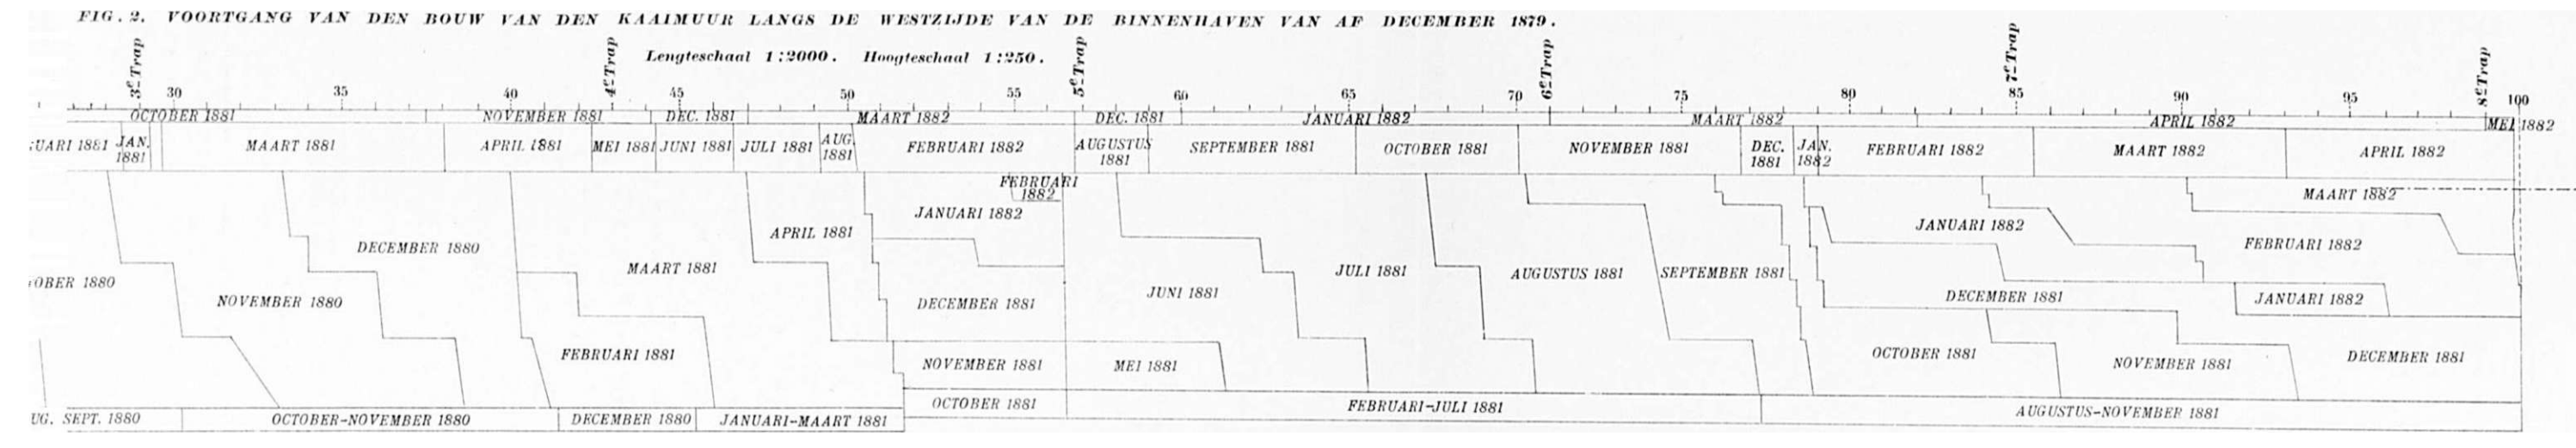 FIG. 2. VOORTGANG VAN DEN BOUW VAN DEN KAAIMUUR LANGS DE WESTZIJDE VAN DE BINNENHAVEN VAN AF DECEMBER 1879.
Lengteschaal 1:2000. Hoogteschaal 1:250.
3e Trap 4e Trap 5e Trap 6e Trap 7e Trap 8e Trap
30 35 40 45 50 55 60 65 70 75 80 85 90 95 100
OCTOBER 1881 NOVEMBER 1881 DEC. 1881 MAART 1882 DEC. 1881 JANUARI 1882 MAART 1882 APRIL 1882 MEI 1882
UARI 1881 JAN. 1881 MAART 1881 APRIL 1881 MEI 1881 JUNI 1881 JULI 1881 AUG. 1881 FEBRUARI 1882 AUGUSTUS 1881 SEPTEMBER 1881 OCTOBER 1881 NOVEMBER 1881 DEC. 1881 JAN. 1882 FEBRUARI 1882 MAART 1882 APRIL 1882
FEBRUARI 1882
MAART 1882
JANUARI 1882
JANUARI 1882
APRIL 1881
DECEMBER 1880
FEBRUARI 1882
MAART 1881
JULI 1881
AUGUSTUS 1881
SEPTEMBER 1881
OBER 1880
NOVEMBER 1880
DECEMBER 1881
JUNI 1881
DECEMBER 1881
JANUARI 1882
FEBRUARI 1881
NOVEMBER 1881
MEI 1881
OCTOBER 1881
NOVEMBER 1881
DECEMBER 1881
UG. SEPT. 1880 OCTOBER-NOVEMBER 1880 DECEMBER 1880 JANUARI-MAART 1881 OCTOBER 1881 FEBRUARI-JULI 1881 AUGUSTUS-NOVEMBER 1881